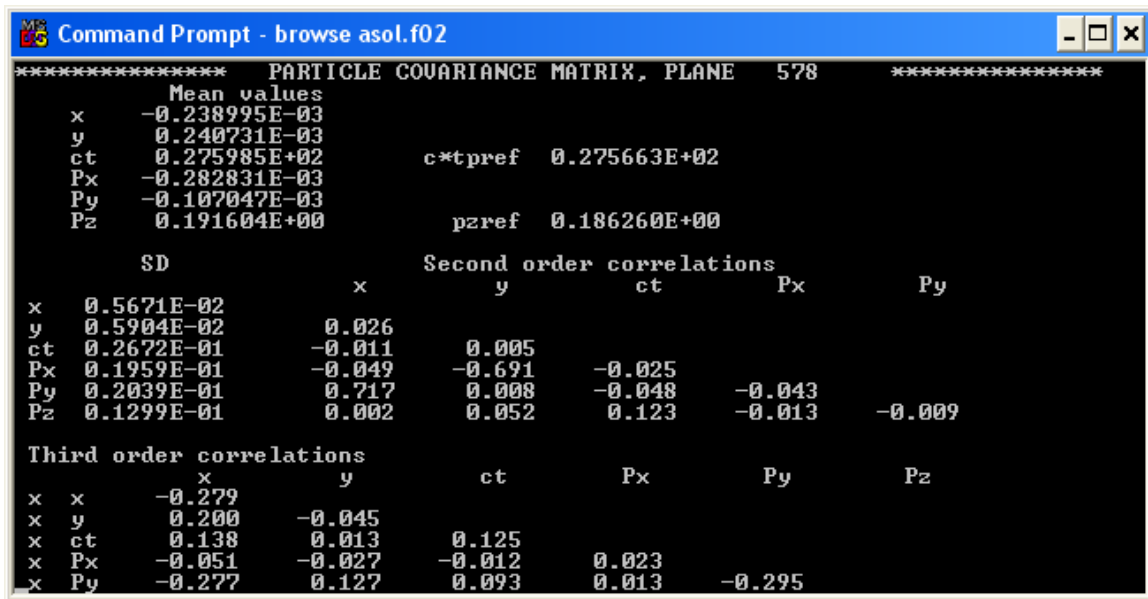 Command Prompt - browse asol.f02
*************** PARTICLE COVARIANCE MATRIX, PLANE 578 ***************
Mean values
x -0.238995E-03
y 0.240731E-03
ct 0.275985E+02 c*tpref 0.275663E+02
Px -0.282831E-03
Py -0.107047E-03
Pz 0.191604E+00 pzref 0.186260E+00
SD Second order correlations
x y ct Px Py
x 0.5671E-02
y 0.5904E-02 0.026
ct 0.2672E-01 -0.011 0.005
Px 0.1959E-01 -0.049 -0.691 -0.025
Py 0.2039E-01 0.717 0.008 -0.048 -0.043
Pz 0.1299E-01 0.002 0.052 0.123 -0.013 -0.009
Third order correlations
x y ct Px Py Pz
x x -0.279
x y 0.200 -0.045
x ct 0.138 0.013 0.125
x Px -0.051 -0.027 -0.012 0.023
x Py -0.277 0.127 0.093 0.013 -0.295